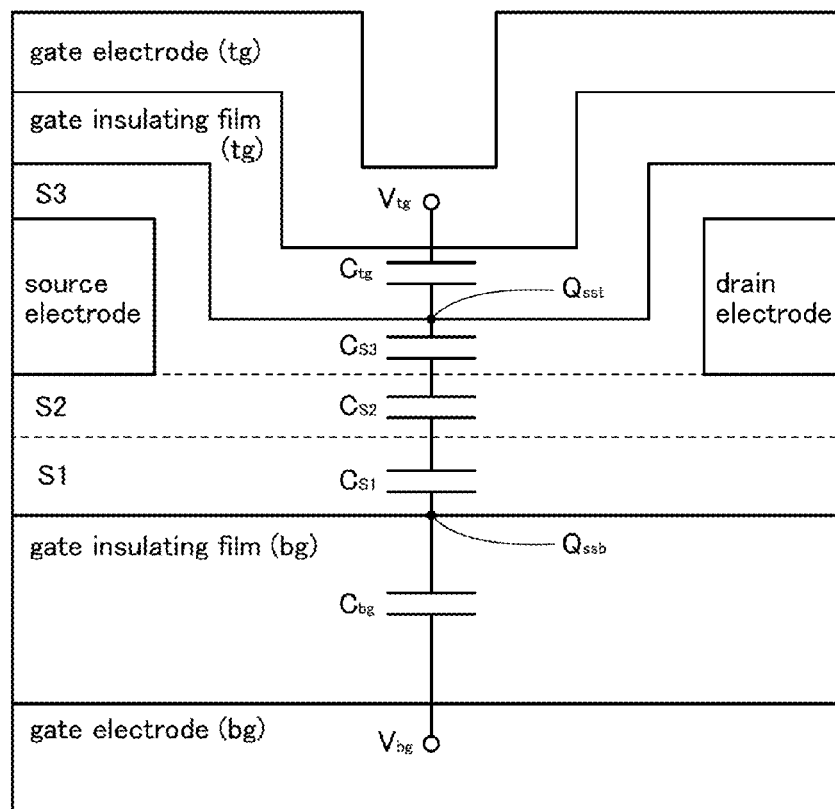 gate electrode (tg)
gate insulating film
(tg)
S3
Vtg
source
electrode
Ctg
Qsst
drain
electrode
CS3
S2
CS2
S1
CS1
gate insulating film (bg)
Qssb
Cbg
gate electrode (bg)
Vbg